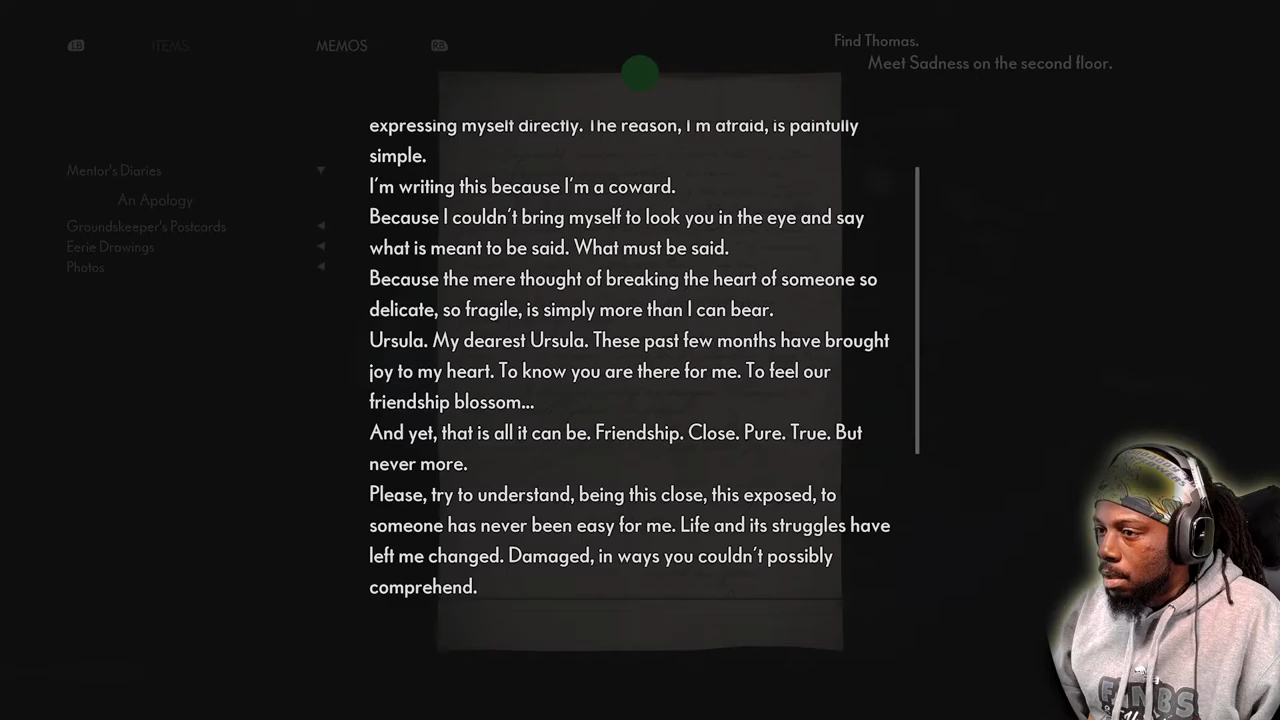 LB ITEMS MEMOS RB
Find Thomas.
Meet Sadness on the second floor.
Mentor's Diaries
An Apology
Groundskeeper's Postcards
Eerie Drawings
Photos
expressing myself directly. The reason, I'm afraid, is painfully
simple.
I'm writing this because I'm a coward.
Because I couldn't bring myself to look you in the eye and say
what is meant to be said. What must be said.
Because the mere thought of breaking the heart of someone so
delicate, so fragile, is simply more than I can bear.
Ursula. My dearest Ursula. These past few months have brought
joy to my heart. To know you are there for me. To feel our
friendship blossom...
And yet, that is all it can be. Friendship. Close. Pure. True. But
never more.
Please, try to understand, being this close, this exposed, to
someone has never been easy for me. Life and its struggles have
left me changed. Damaged, in ways you couldn't possibly
comprehend.